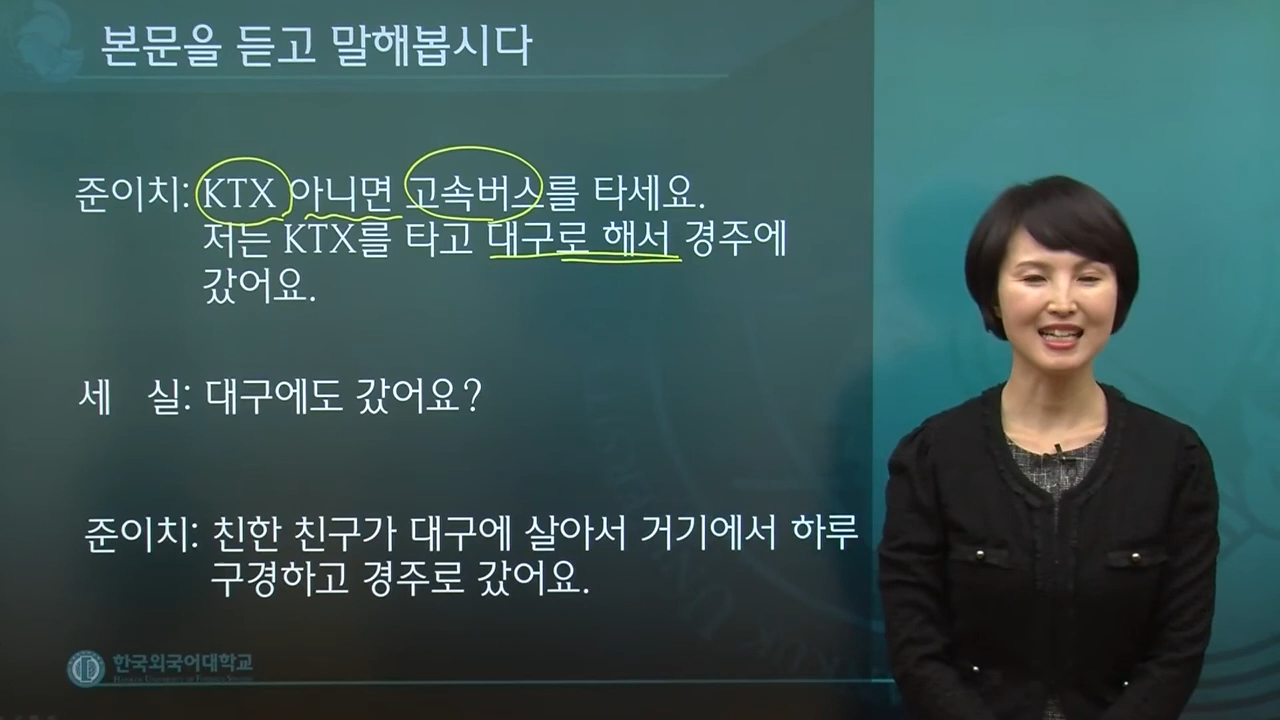 본문을 듣고 말해봅시다
준이치: KTX 아니면 고속버스를 타세요.
저는 KTX를 타고 대구로 해서 경주에
갔어요.
세 실: 대구에도 갔어요?
준이치: 친한 친구가 대구에 살아서 거기에서 하루
구경하고 경주로 갔어요.
한국외국어대학교